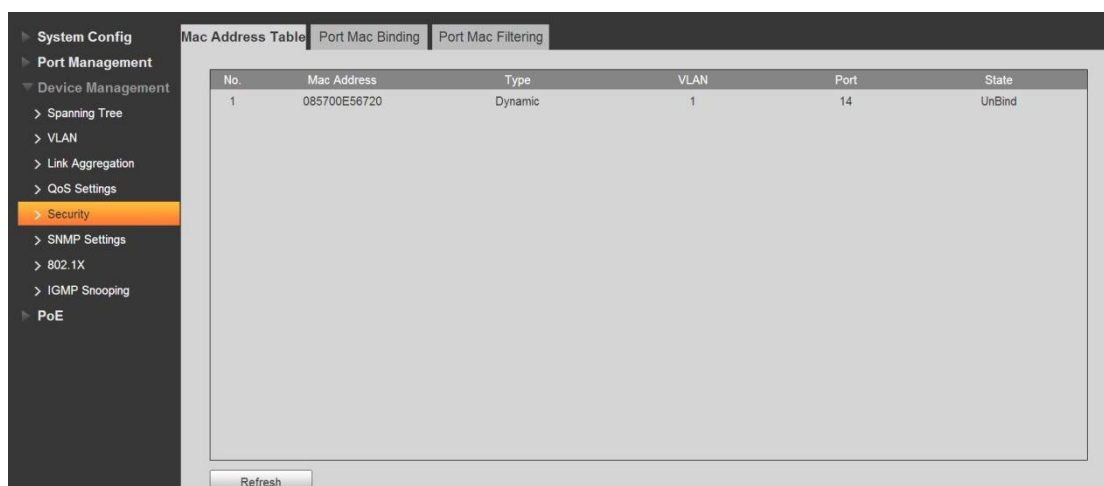 System Config
Port Management
Device Management
> Spanning Tree
> VLAN
> Link Aggregation
> QoS Settings
> Security
> SNMP Settings
> 802.1X
> IGMP Snooping
PoE
Mac Address Table Port Mac Binding Port Mac Filtering
No. Mac Address Type VLAN Port State
1 085700E56720 Dynamic 1 14 UnBind
Refresh